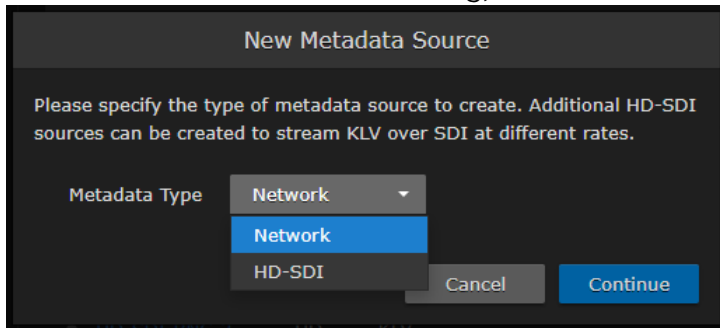 New Metadata Source
Please specify the type of metadata source to create. Additional HD-SDI
sources can be created to stream KLV over SDI at different rates.
Metadata Type Network
Network
HD-SDI
Cancel Continue